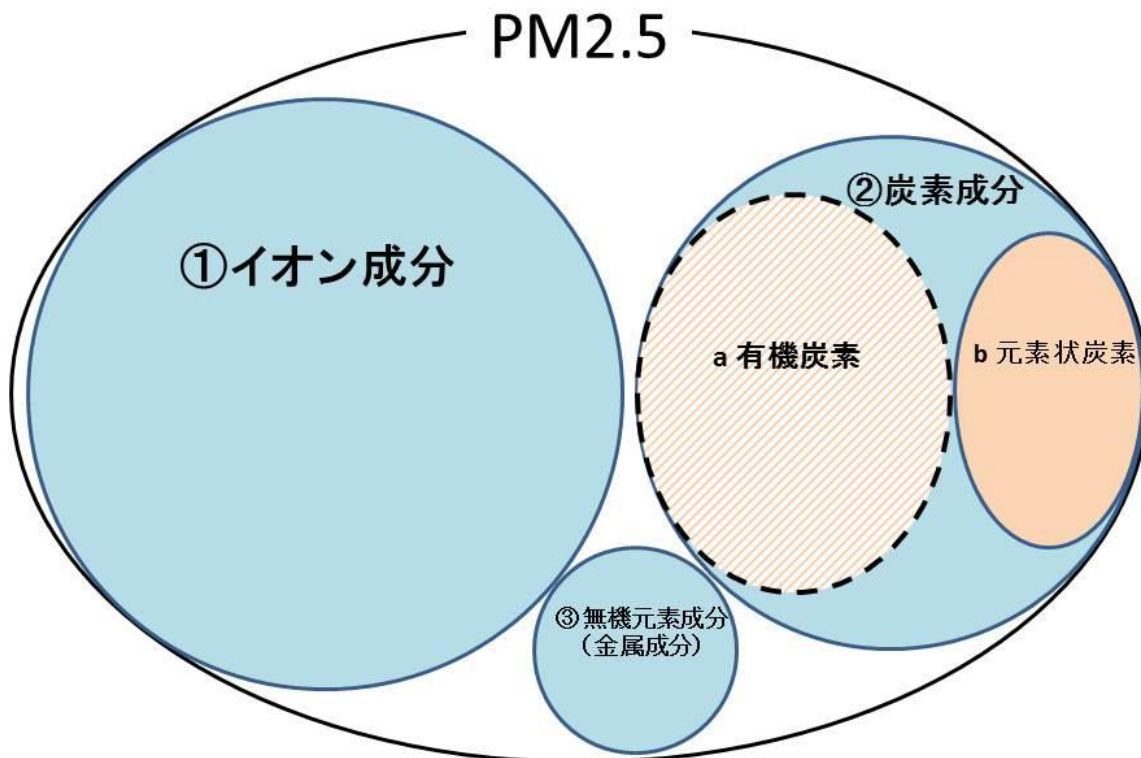 PM2.5
①イオン成分
②炭素成分
a 有機炭素
b 元素状炭素
③無機元素成分
(金属成分)